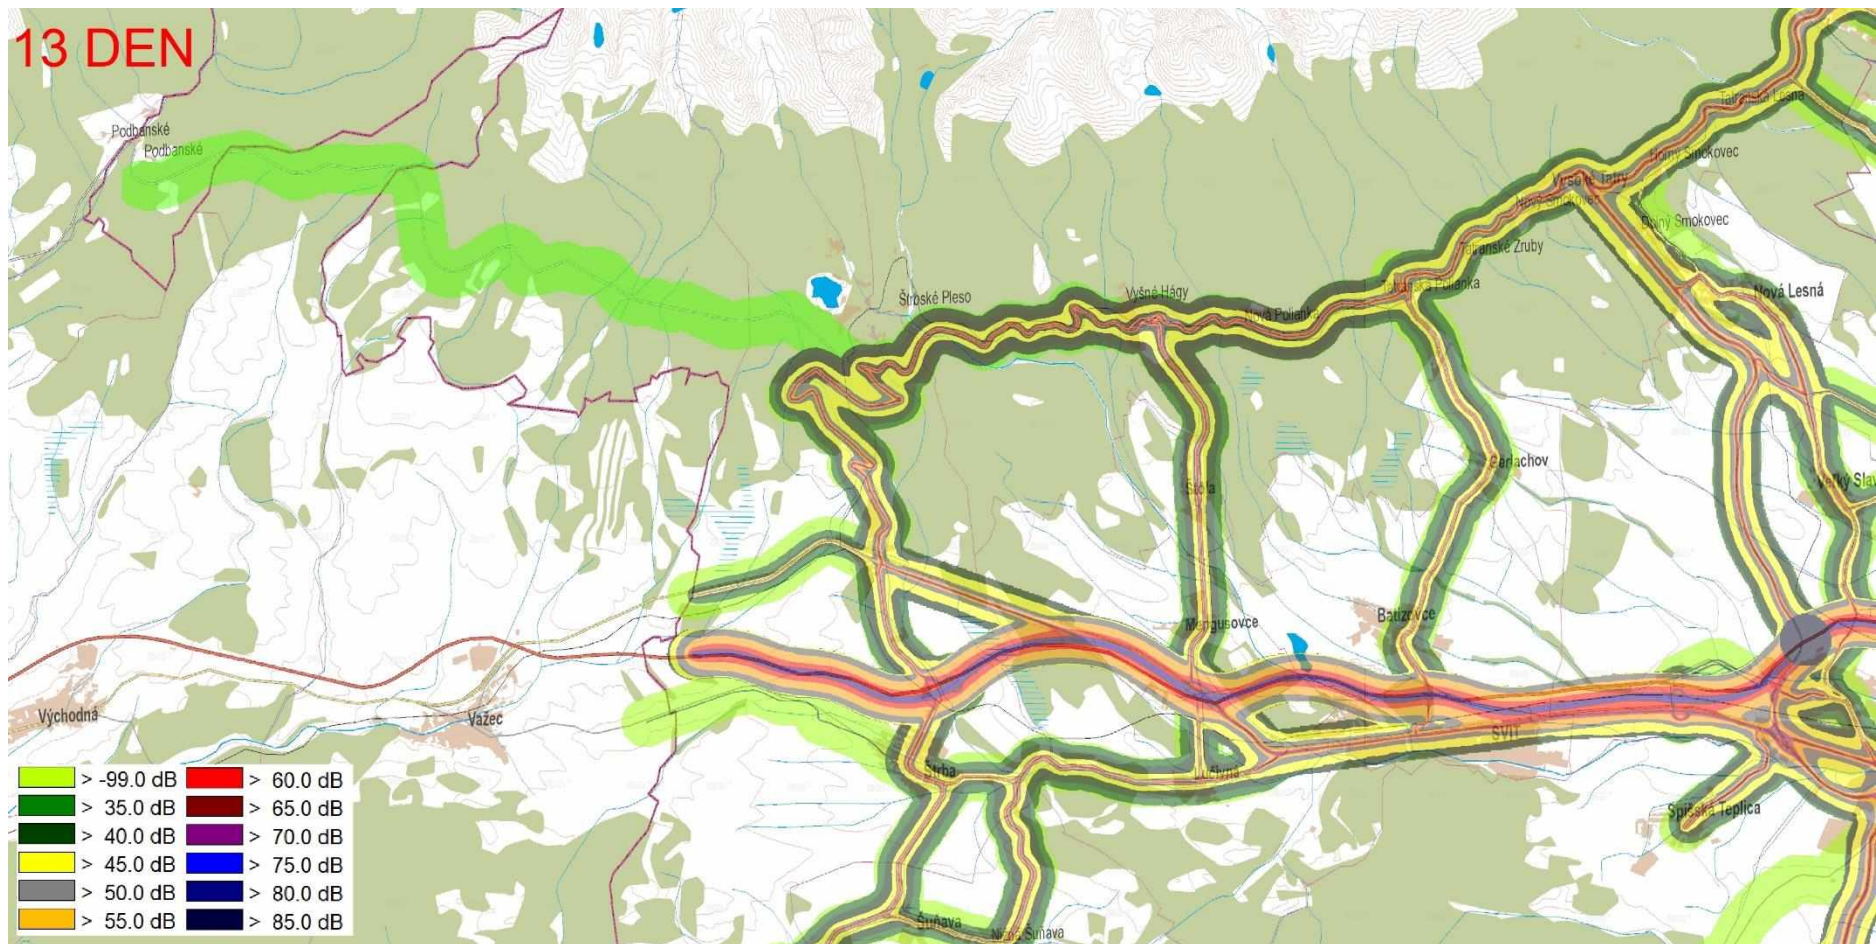 13 DEN
Tatranská Lesná
Podbanské
Podbanské
Horný Smokovec
Vysoké Tatry
Nový Smokovec
Dolný Smokovec
Tatranské Zruby
Tatranská Polianka
Nová Lesná
Vyšné Hágy
Štrbské Pleso
Nová Polianka
Gerlachov
Veľký Slav
Štôla
Batizovce
Mengusovce
Východná
Važec
SVIT
Štrba
Lučivná
Spišská Teplica
Šuňava
Nižná Šuňava
> -99.0 dB > 60.0 dB
> 35.0 dB > 65.0 dB
> 40.0 dB > 70.0 dB
> 45.0 dB > 75.0 dB
> 50.0 dB > 80.0 dB
> 55.0 dB > 85.0 dB